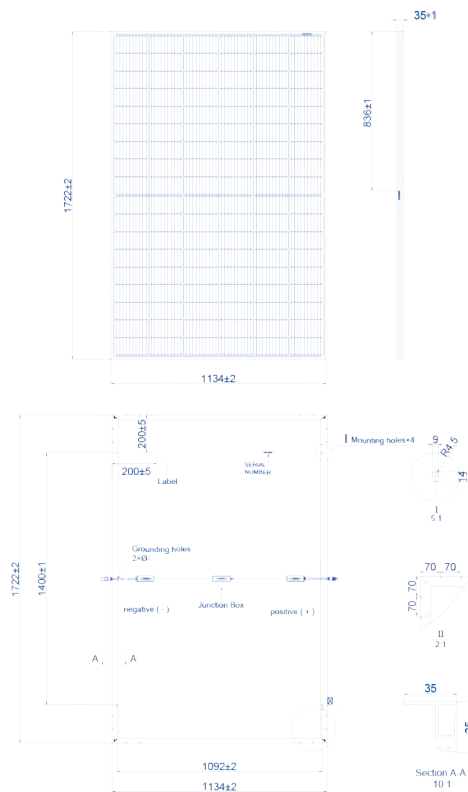 35±1
836±1
1722±2
1134±2
200±5
200±5
Label
SERIAL
NUMBER
I Mounting holes×4
9
R4.5
14
I
5:1
Grounding holes
1722±2
1400±1
negative ( - )
Junction Box
positive ( + )
70 70
70 70
II
2:1
A A
35
Section A-A
10:1
1092±2
1134±2